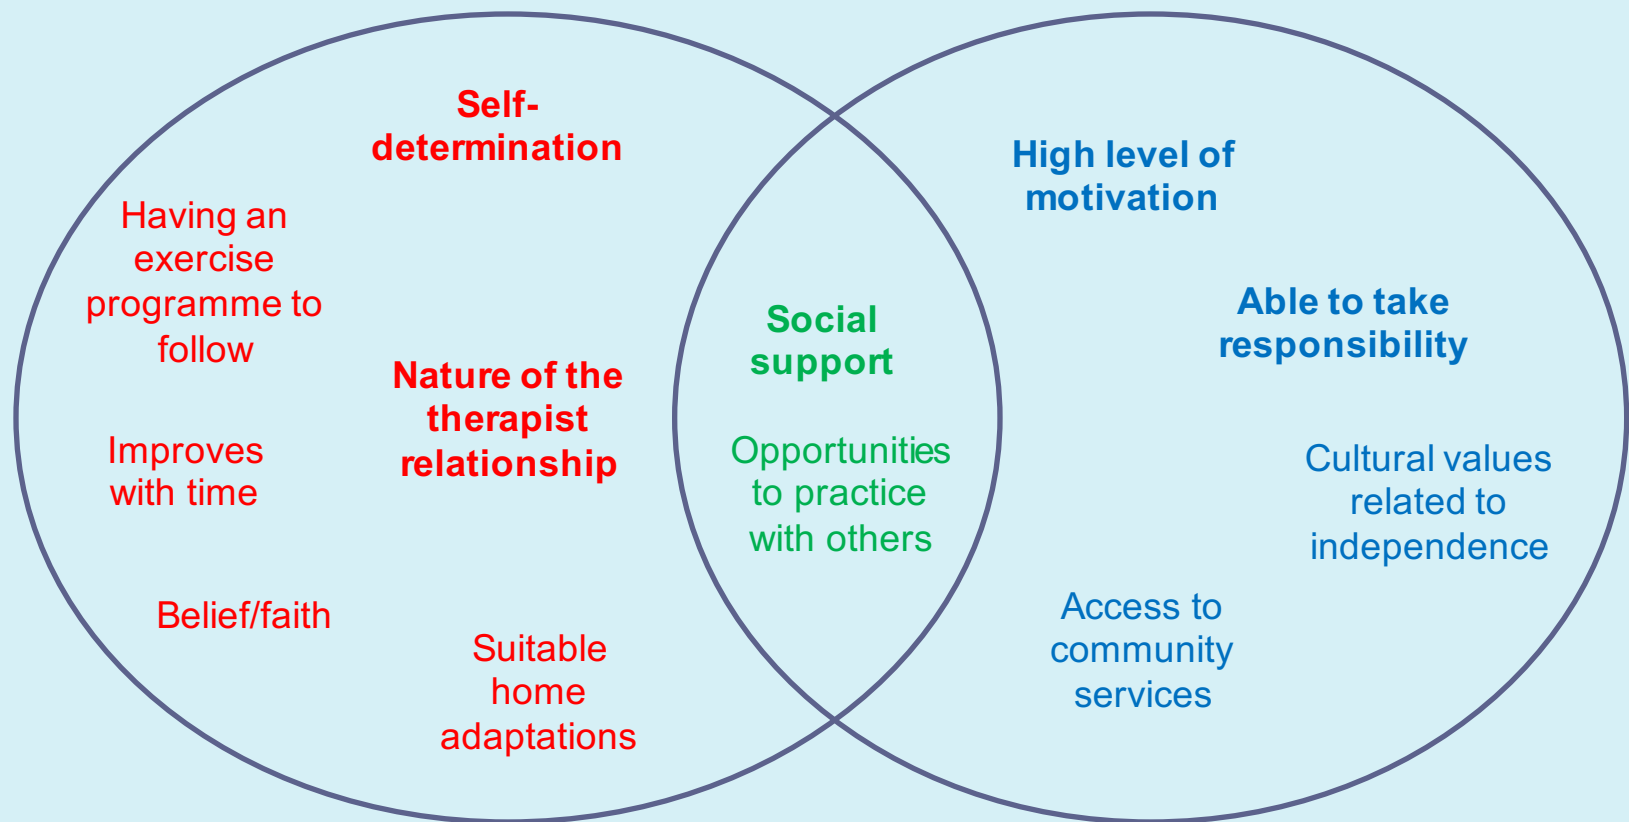 Self-
determination
Having an
exercise
programme to
follow
Nature of the
therapist
relationship
Improves
with time
Belief/faith
Suitable
home
adaptations
Social
support
Opportunities
to practice
with others
High level of
motivation
Able to take
responsibility
Cultural values
related to
independence
Access to
community
services